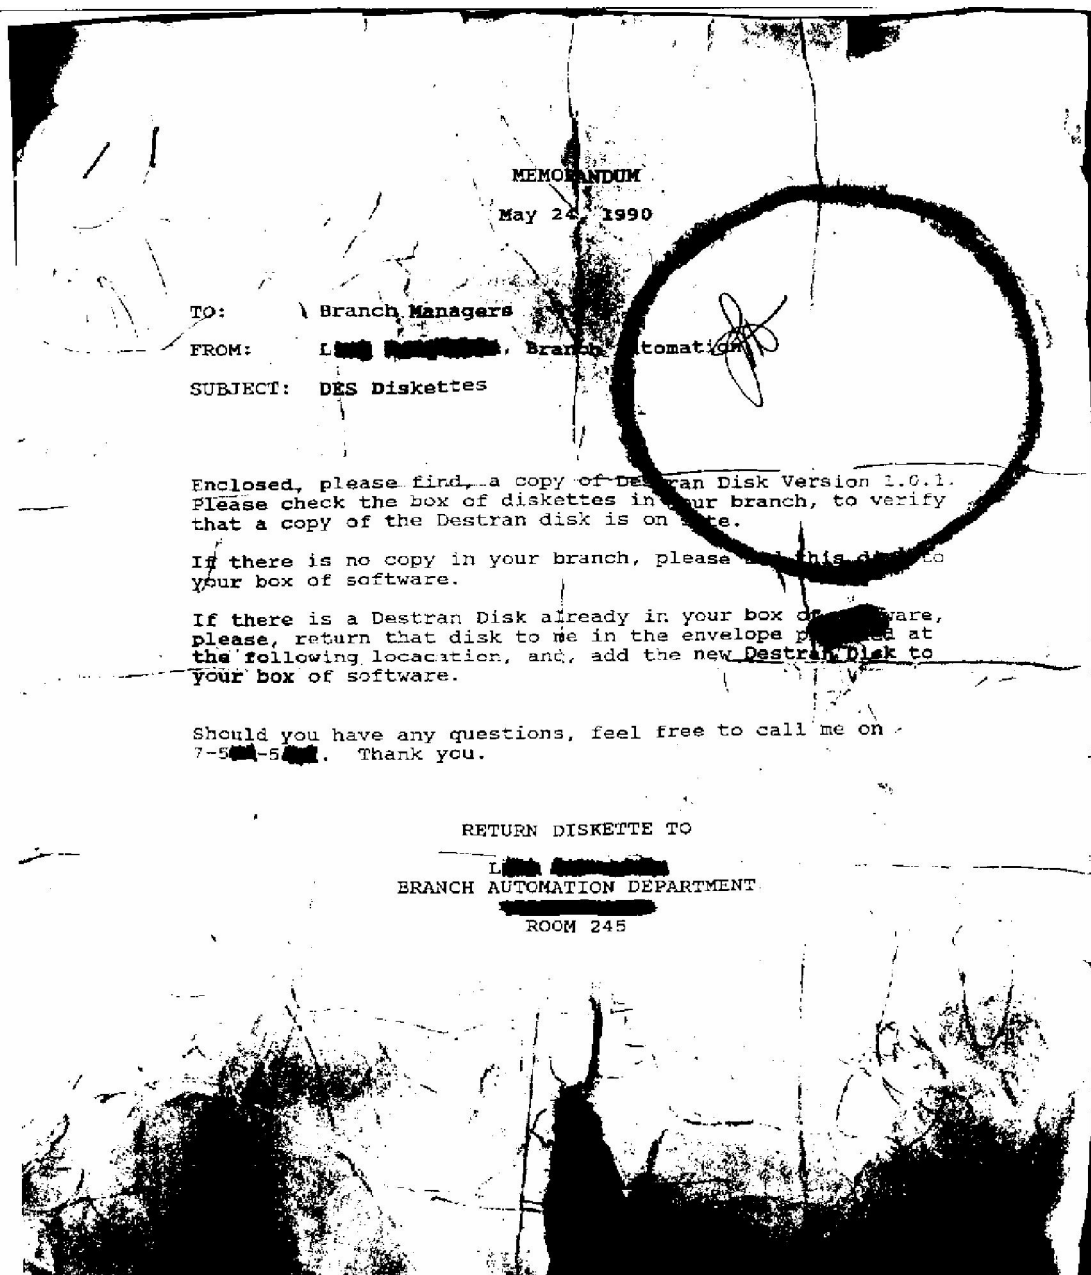 MEMORANDUM
May 24, 1990
TO: Branch Managers
FROM: L , Branch Automation
SUBJECT: DES Diskettes
Enclosed, please find, a copy of Destran Disk Version 1.0.1.
Please check the box of diskettes in your branch, to verify
that a copy of the Destran disk is on site.
If there is no copy in your branch, please add this disk to
your box of software.
If there is a Destran Disk already in your box of software,
please, return that disk to me in the envelope provided at
the following locacation, and, add the new Destran Disk to
your box of software.
Should you have any questions, feel free to call me on
7-5 -5 . Thank you.
RETURN DISKETTE TO
L
BRANCH AUTOMATION DEPARTMENT
ROOM 245